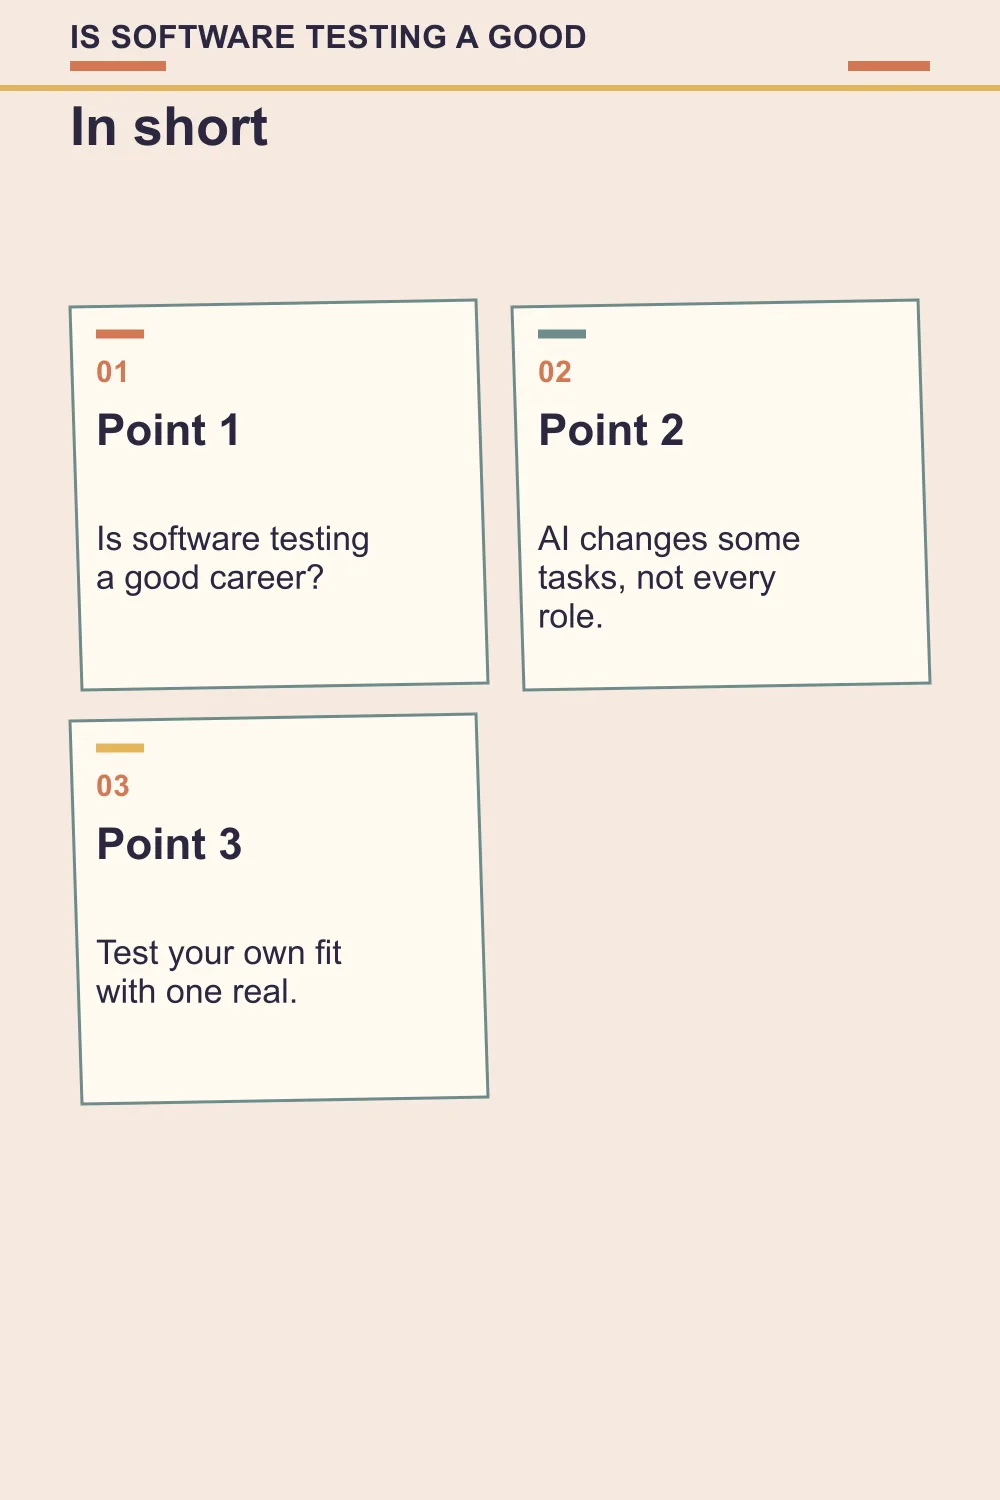 IS SOFTWARE TESTING A GOOD
In short
01
Point 1
Is software testing
a good career?
02
Point 2
AI changes some
tasks, not every
role.
03
Point 3
Test your own fit
with one real.